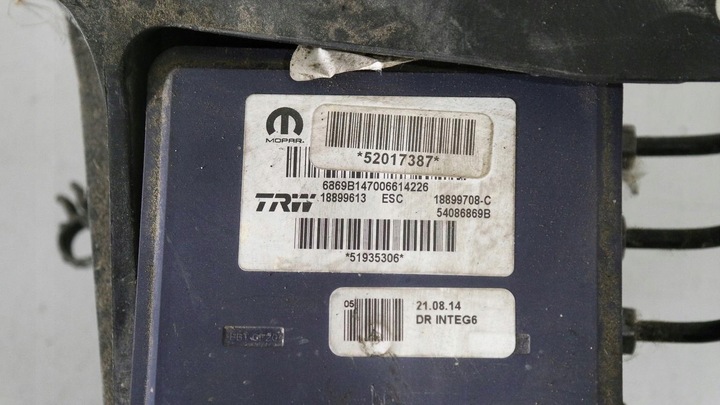 MOPAR
*52017387*
6869B147006614226
TRW 18899613 ESC 18899708-C
54086869B
*51935306*
05 21.08.14
DR INTEG6